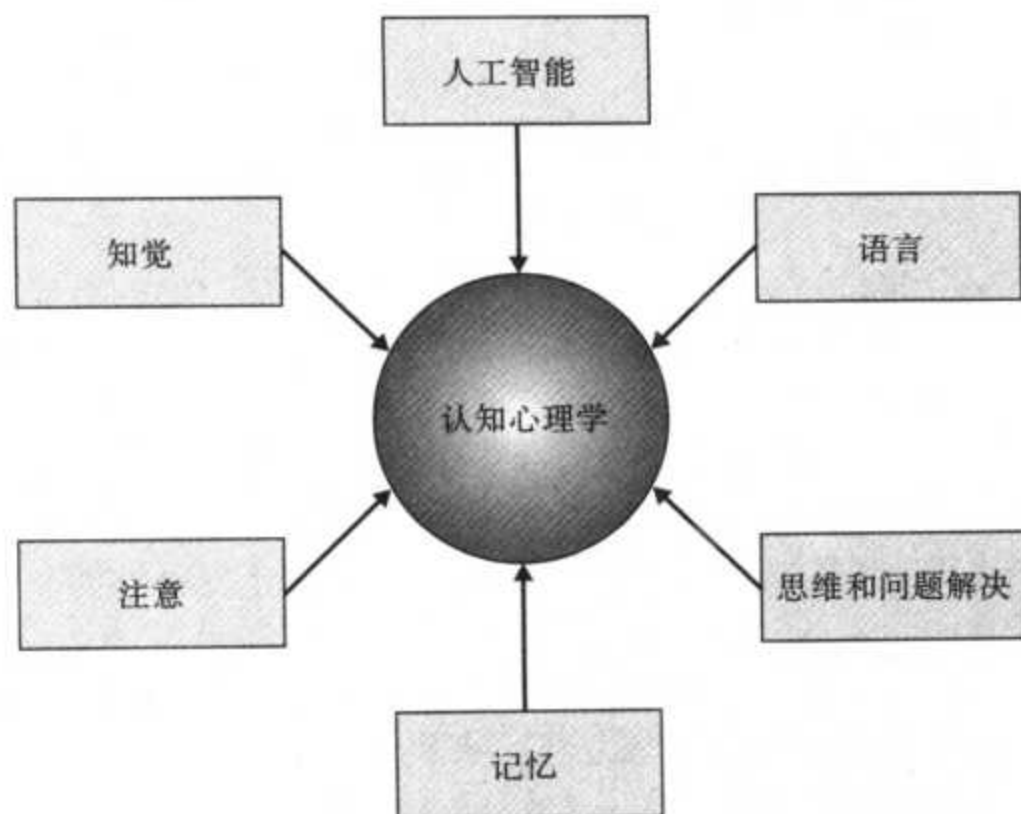 人工智能
知觉
语言
认知心理学
注意
思维和问题解决
记忆